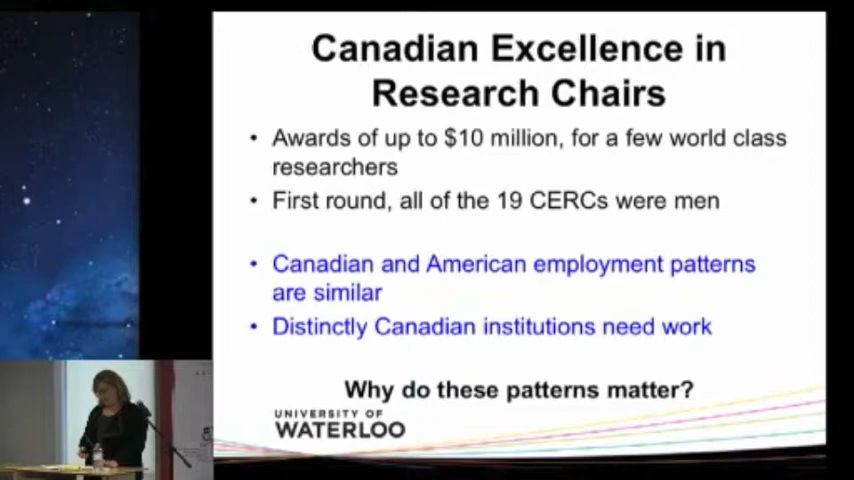 Canadian Excellence in
Research Chairs
• Awards of up to $10 million, for a few world class
researchers
• First round, all of the 19 CERCs were men
• Canadian and American employment patterns
are similar
• Distinctly Canadian institutions need work
Why do these patterns matter?
UNIVERSITY OF
WATERLOO